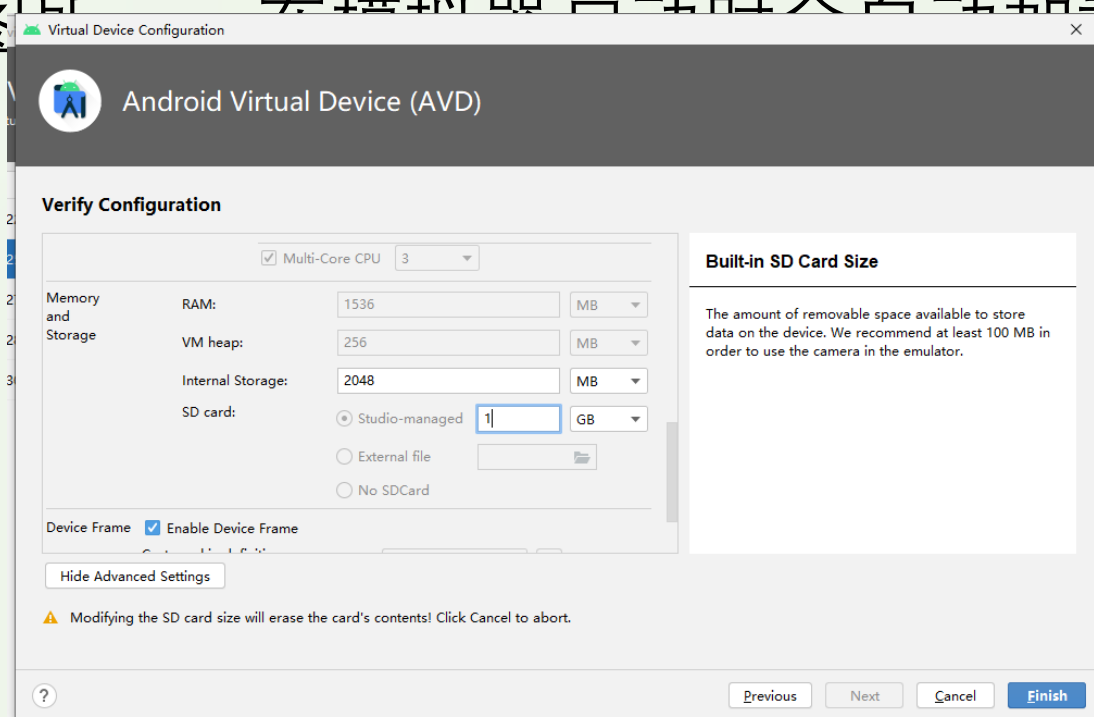 Virtual Device Configuration
Android Virtual Device (AVD)
Verify Configuration
Multi-Core CPU 3
Memory and Storage
RAM: 1536 MB
VM heap: 256 MB
Internal Storage: 2048 MB
SD card: Studio-managed 1 GB
External file
No SDCard
Device Frame Enable Device Frame
Hide Advanced Settings
Built-in SD Card Size
The amount of removable space available to store
data on the device. We recommend at least 100 MB in
order to use the camera in the emulator.
Modifying the SD card size will erase the card's contents! Click Cancel to abort.
? Previous Next Cancel Finish